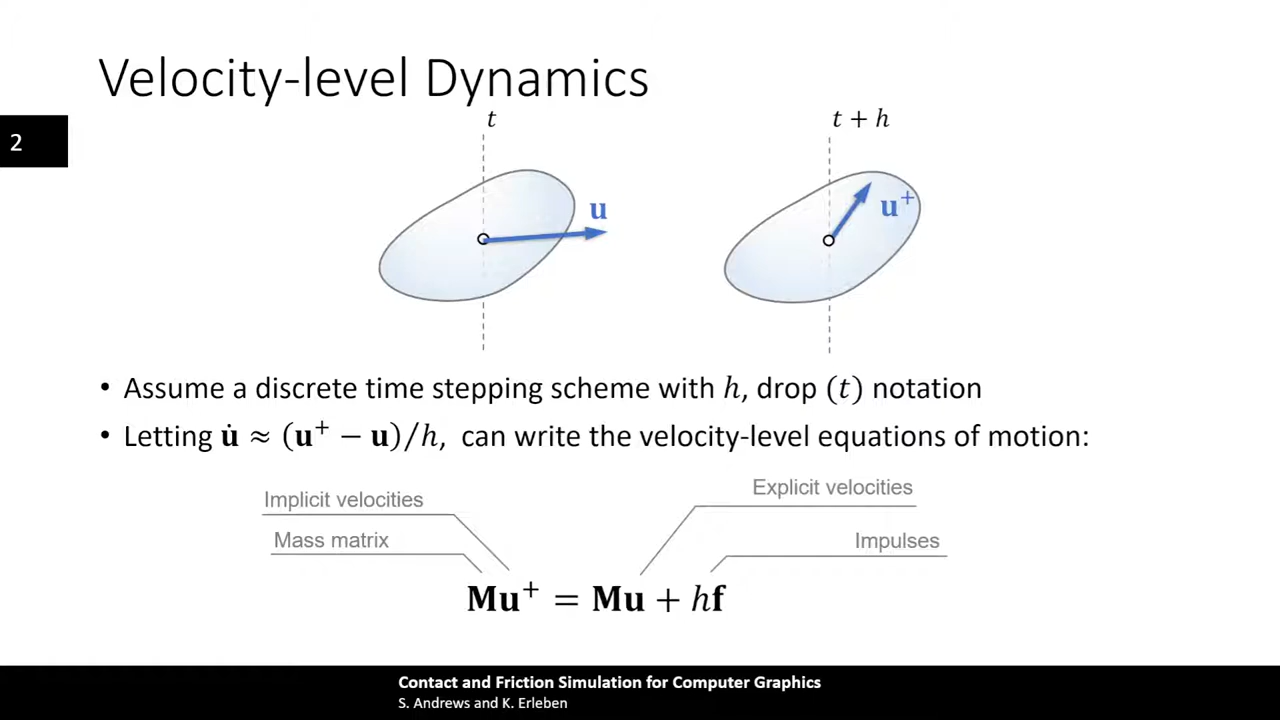 Velocity-level Dynamics
2
t
t + h
u
u⁺
• Assume a discrete time stepping scheme with h, drop (t) notation
• Letting u̇ ≈ (u⁺ − u)/h, can write the velocity-level equations of motion:
Implicit velocities
Explicit velocities
Mass matrix
Impulses
Mu⁺ = Mu + hf
Contact and Friction Simulation for Computer Graphics
S. Andrews and K. Erleben